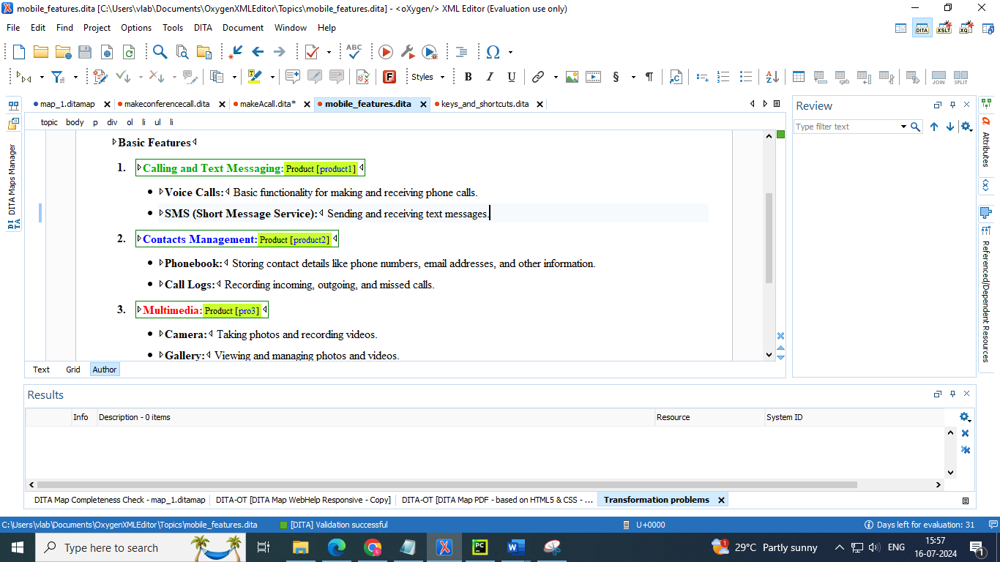 mobile_features.dita [C:\Users\vlab\Documents\OxygenXMLEditor\Topics\mobile_features.dita] - <oXygen/> XML Editor (Evaluation use only)
File Edit Find Project Options Tools DITA Document Window Help
DITA XSLT XQ
ABC
Styles B I U § ¶ JOIN SPLIT
map_1.ditamap makeconferencecall.dita makeAcall.dita* mobile_features.dita keys_and_shortcuts.dita
topic body p div ol li ul li
Basic Features
1. Calling and Text Messaging: Product [product1]
• Voice Calls: Basic functionality for making and receiving phone calls.
• SMS (Short Message Service): Sending and receiving text messages.
2. Contacts Management: Product [product2]
• Phonebook: Storing contact details like phone numbers, email addresses, and other information.
• Call Logs: Recording incoming, outgoing, and missed calls.
3. Multimedia: Product [pro3]
• Camera: Taking photos and recording videos.
• Gallery: Viewing and managing photos and videos.
Text Grid Author
DITA Maps Manager
Review
Type filter text
Attributes
Referenced/Dependent Resources
Results
Info Description - 0 items Resource System ID
DITA Map Completeness Check - map_1.ditamap DITA-OT [DITA Map WebHelp Responsive - Copy] DITA-OT [DITA Map PDF - based on HTML5 & CSS - ... Transformation problems
C:\Users\vlab\Documents\OxygenXMLEditor\Topics\mobile_features.dita [DITA] Validation successful U+0000 Days left for evaluation: 31
Type here to search 29°C Partly sunny ENG 15:57
16-07-2024